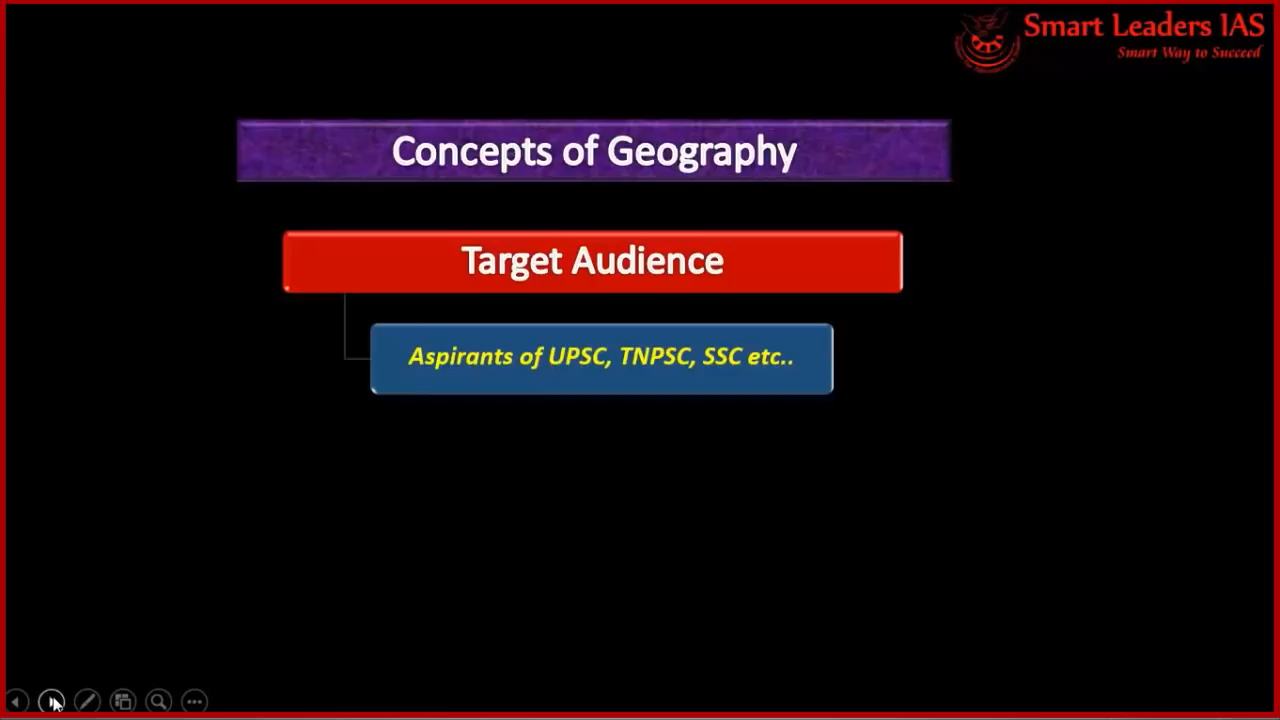 Smart Leaders IAS
Smart Way to Succeed
Concepts of Geography
Target Audience
Aspirants of UPSC, TNPSC, SSC etc..